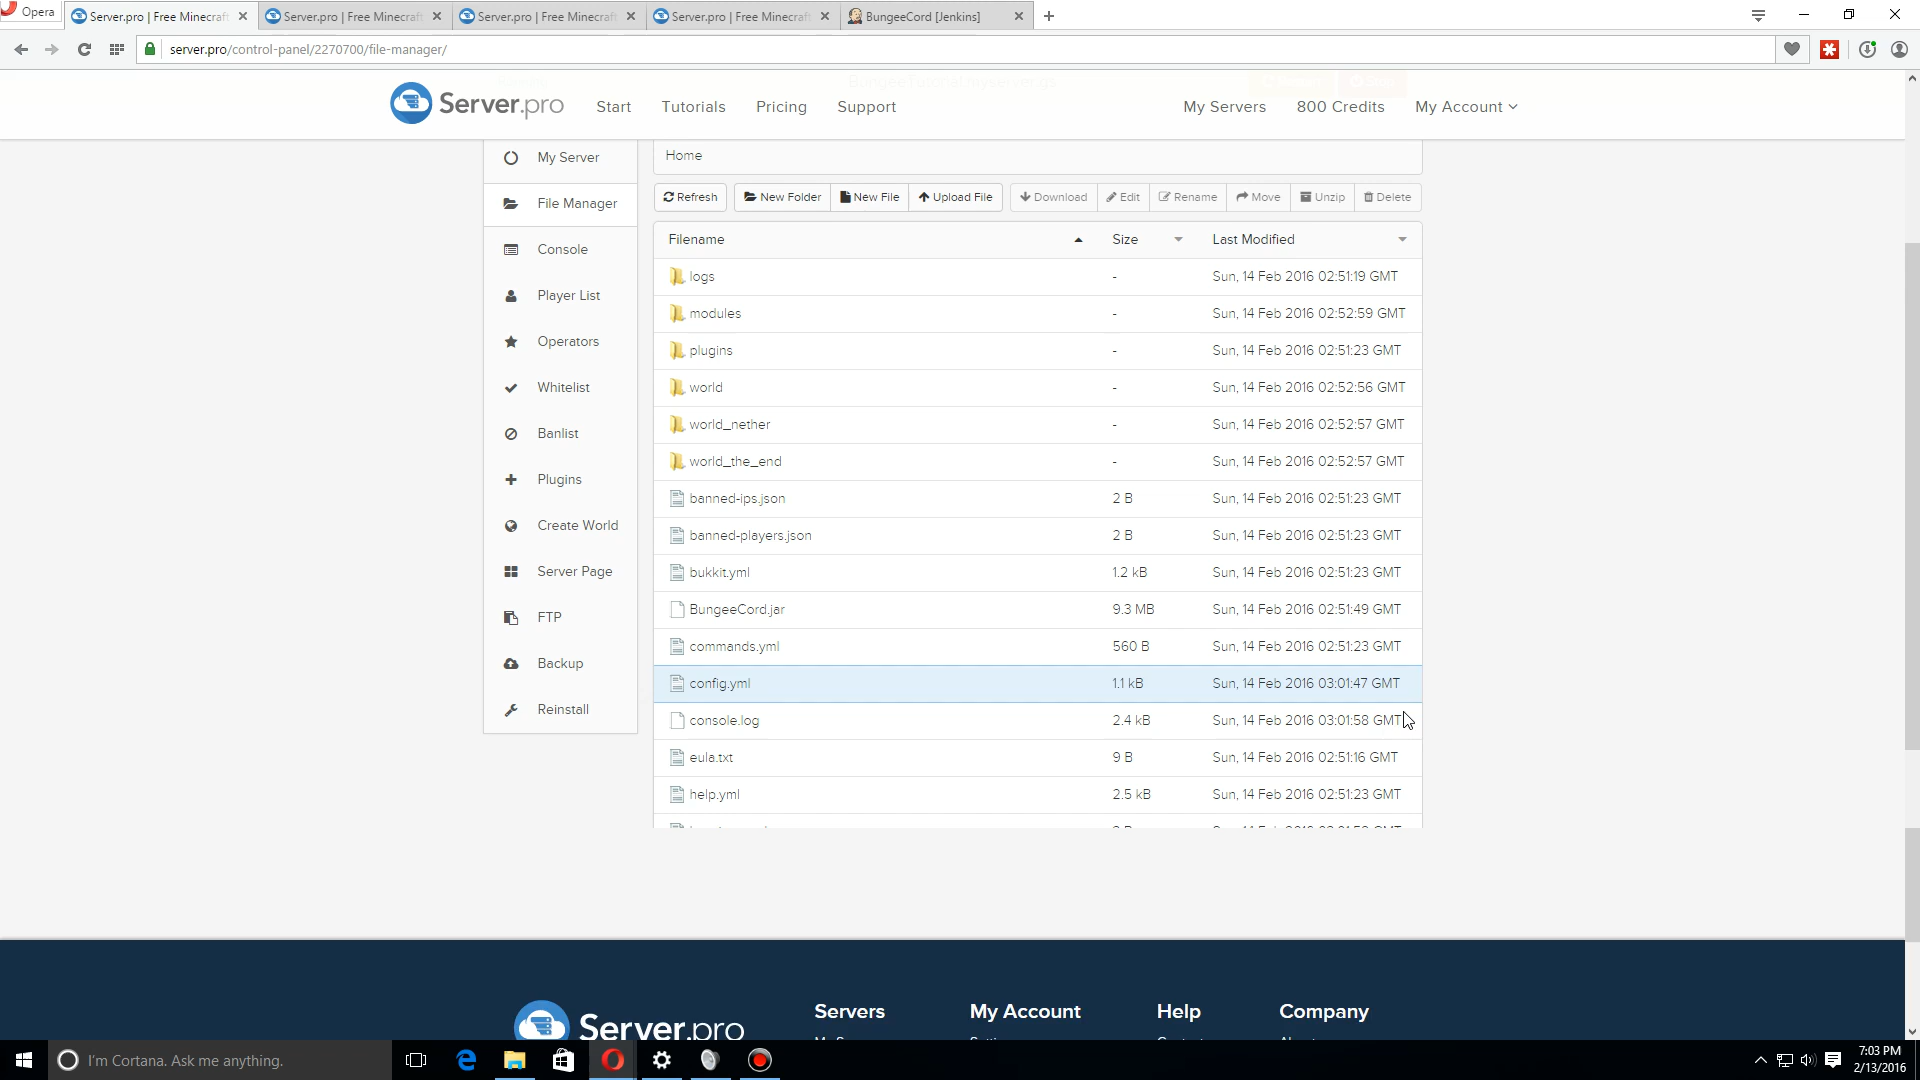 Opera
Server.pro | Free Minecraft
Server.pro | Free Minecraft
Server.pro | Free Minecraft
Server.pro | Free Minecraft
BungeeCord [Jenkins]
server.pro/control-panel/2270700/file-manager/
Server.pro
Start
Tutorials
Pricing
Support
My Servers
800 Credits
My Account
My Server
File Manager
Console
Player List
Operators
Whitelist
Banlist
Plugins
Create World
Server Page
FTP
Backup
Reinstall
Home
Refresh New Folder New File Upload File Download Edit Rename Move Unzip Delete
Filename Size Last Modified
logs - Sun, 14 Feb 2016 02:51:19 GMT
modules - Sun, 14 Feb 2016 02:52:59 GMT
plugins - Sun, 14 Feb 2016 02:51:23 GMT
world - Sun, 14 Feb 2016 02:52:56 GMT
world_nether - Sun, 14 Feb 2016 02:52:57 GMT
world_the_end - Sun, 14 Feb 2016 02:52:57 GMT
banned-ips.json 2 B Sun, 14 Feb 2016 02:51:23 GMT
banned-players.json 2 B Sun, 14 Feb 2016 02:51:23 GMT
bukkit.yml 1.2 kB Sun, 14 Feb 2016 02:51:23 GMT
BungeeCord.jar 9.3 MB Sun, 14 Feb 2016 02:51:49 GMT
commands.yml 560 B Sun, 14 Feb 2016 02:51:23 GMT
config.yml 1.1 kB Sun, 14 Feb 2016 03:01:47 GMT
console.log 2.4 kB Sun, 14 Feb 2016 03:01:58 GMT
eula.txt 9 B Sun, 14 Feb 2016 02:51:16 GMT
help.yml 2.5 kB Sun, 14 Feb 2016 02:51:23 GMT
Server.pro
Servers
My Account
Help
Company
I'm Cortana. Ask me anything.
7:03 PM
2/13/2016